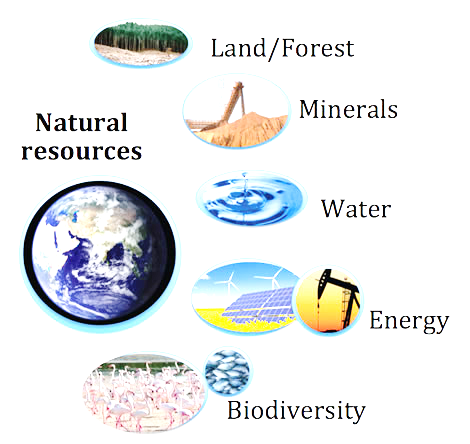 Land/Forest
Minerals
Natural
resources
Water
Energy
Biodiversity